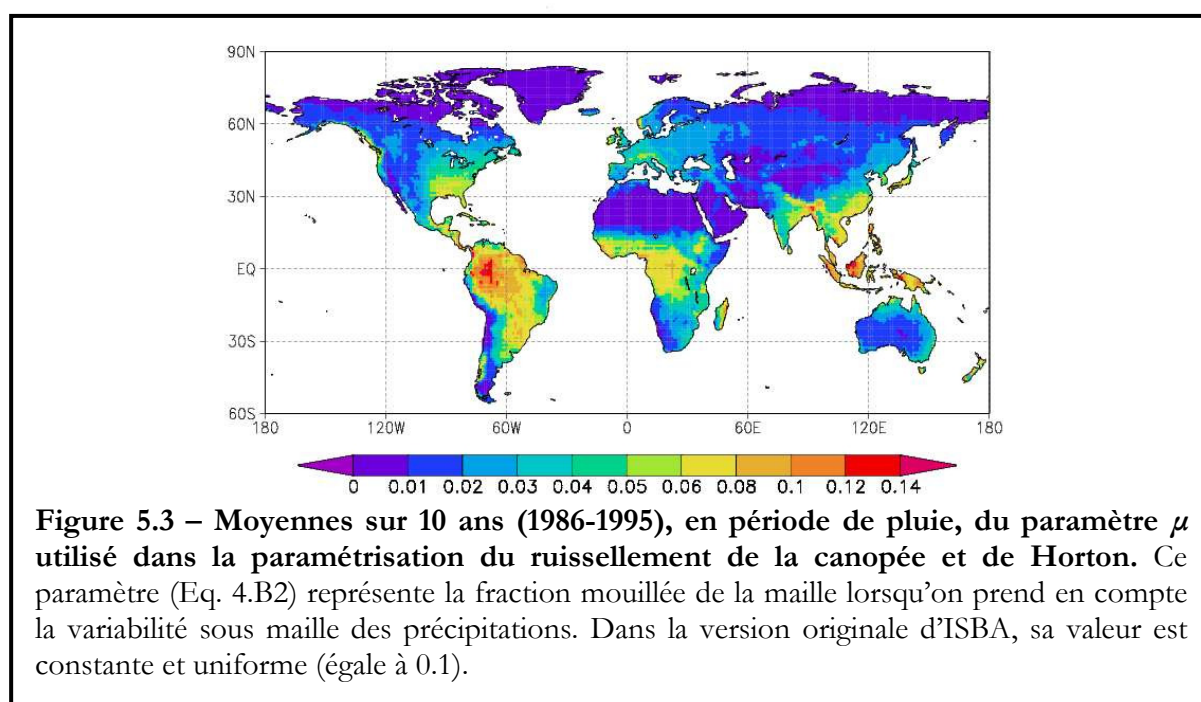 90N
60N
30N
EQ
30S
60S
180 120W 60W 0 60E 120E 180
0 0.01 0.02 0.03 0.04 0.05 0.06 0.08 0.1 0.12 0.14
Figure 5.3 – Moyennes sur 10 ans (1986-1995), en période de pluie, du paramètre μ
utilisé dans la paramétrisation du ruissellement de la canopée et de Horton. Ce
paramètre (Eq. 4.B2) représente la fraction mouillée de la maille lorsqu'on prend en compte
la variabilité sous maille des précipitations. Dans la version originale d'ISBA, sa valeur est
constante et uniforme (égale à 0.1).